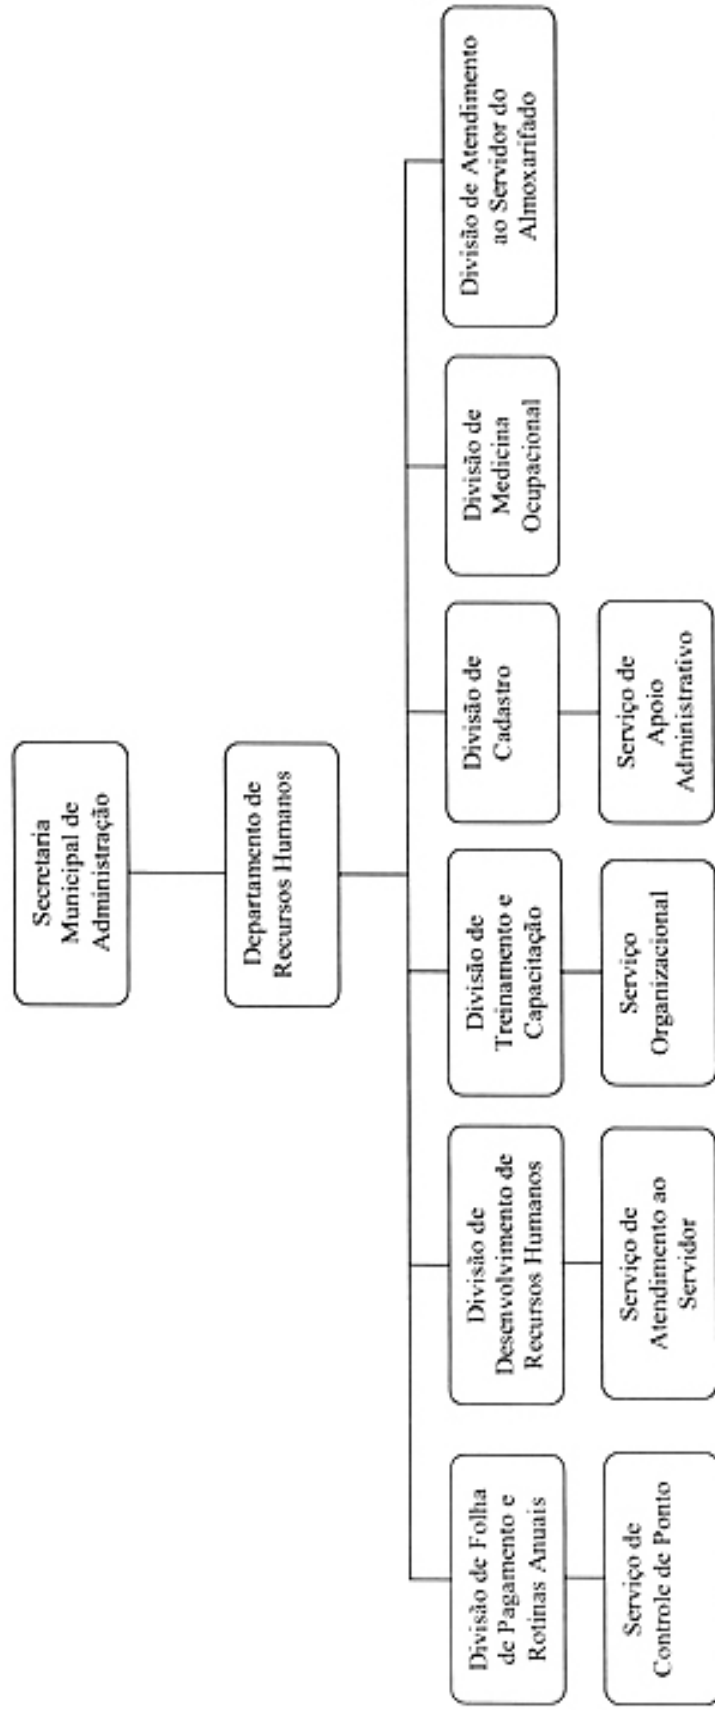 Secretaria
Municipal de
Administração
Departamento de
Recursos Humanos
Divisão de Folha
de Pagamento e
Rotinas Anuais
Divisão de
Desenvolvimento de
Recursos Humanos
Divisão de
Treinamento e
Capacitação
Divisão de
Cadastro
Divisão de
Medicina
Ocupacional
Divisão de Atendimento
ao Servidor do
Almoxarifado
Serviço de
Controle de Ponto
Serviço de
Atendimento ao
Servidor
Serviço
Organizacional
Serviço de
Apoio
Administrativo